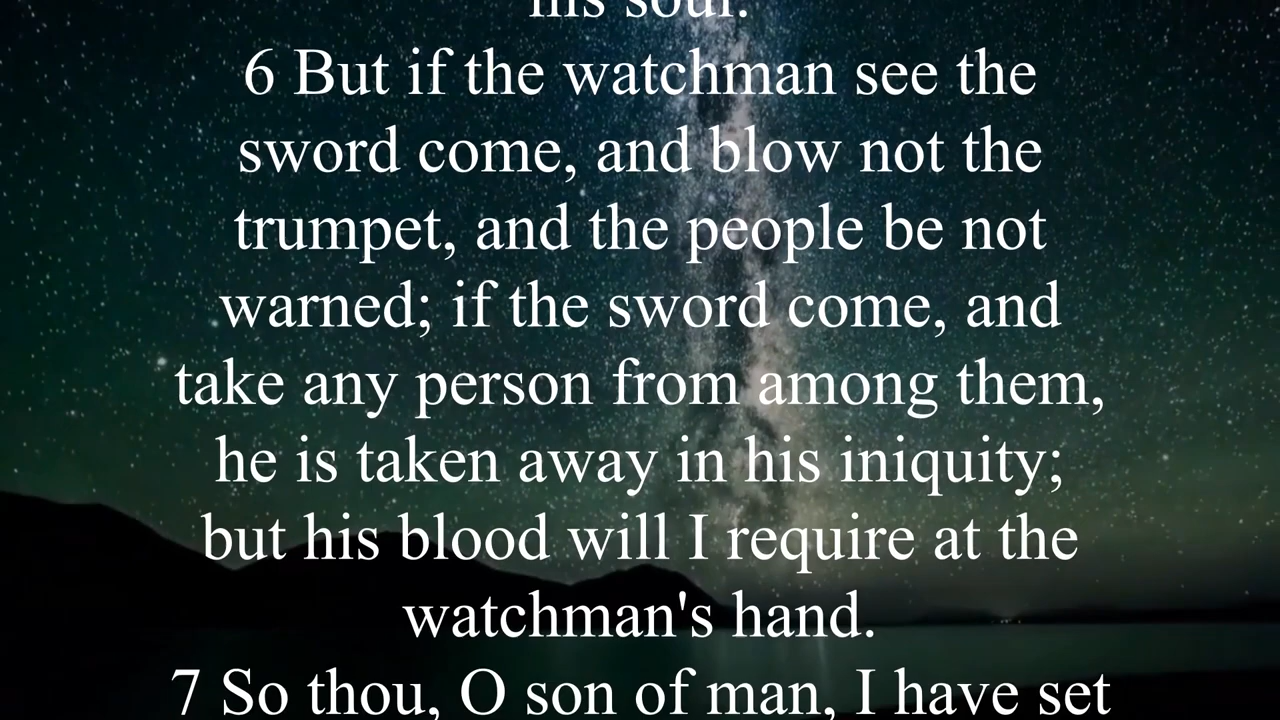 his soul.
6 But if the watchman see the
sword come, and blow not the
trumpet, and the people be not
warned; if the sword come, and
take any person from among them,
he is taken away in his iniquity;
but his blood will I require at the
watchman's hand.
7 So thou, O son of man, I have set